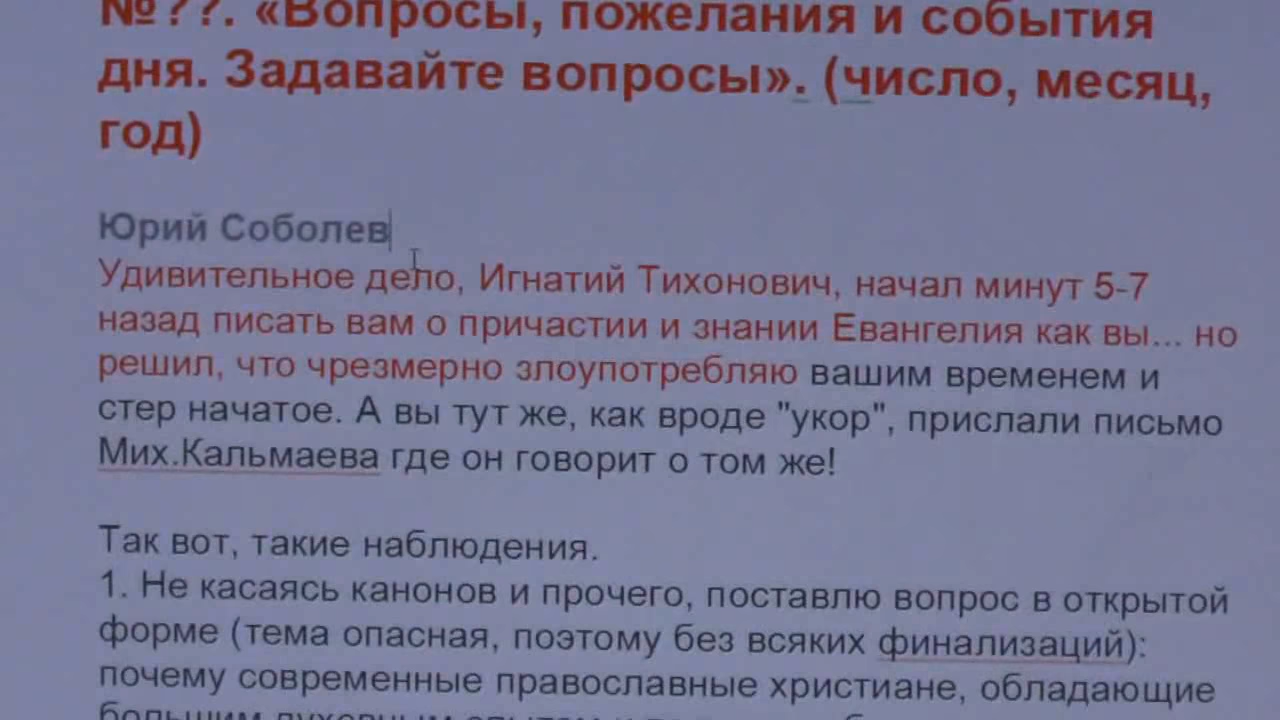 №??. «Вопросы, пожелания и события
дня. Задавайте вопросы». (число, месяц,
год)
Юрий Соболев
Удивительное дело, Игнатий Тихонович, начал минут 5-7
назад писать вам о причастии и знании Евангелия как вы... но
решил, что чрезмерно злоупотребляю вашим временем и
стер начатое. А вы тут же, как вроде "укор", прислали письмо
Мих.Кальмаева где он говорит о том же!
Так вот, такие наблюдения.
1. Не касаясь канонов и прочего, поставлю вопрос в открытой
форме (тема опасная, поэтому без всяких финализаций):
почему современные православные христиане, обладающие
большим духовным опытом и